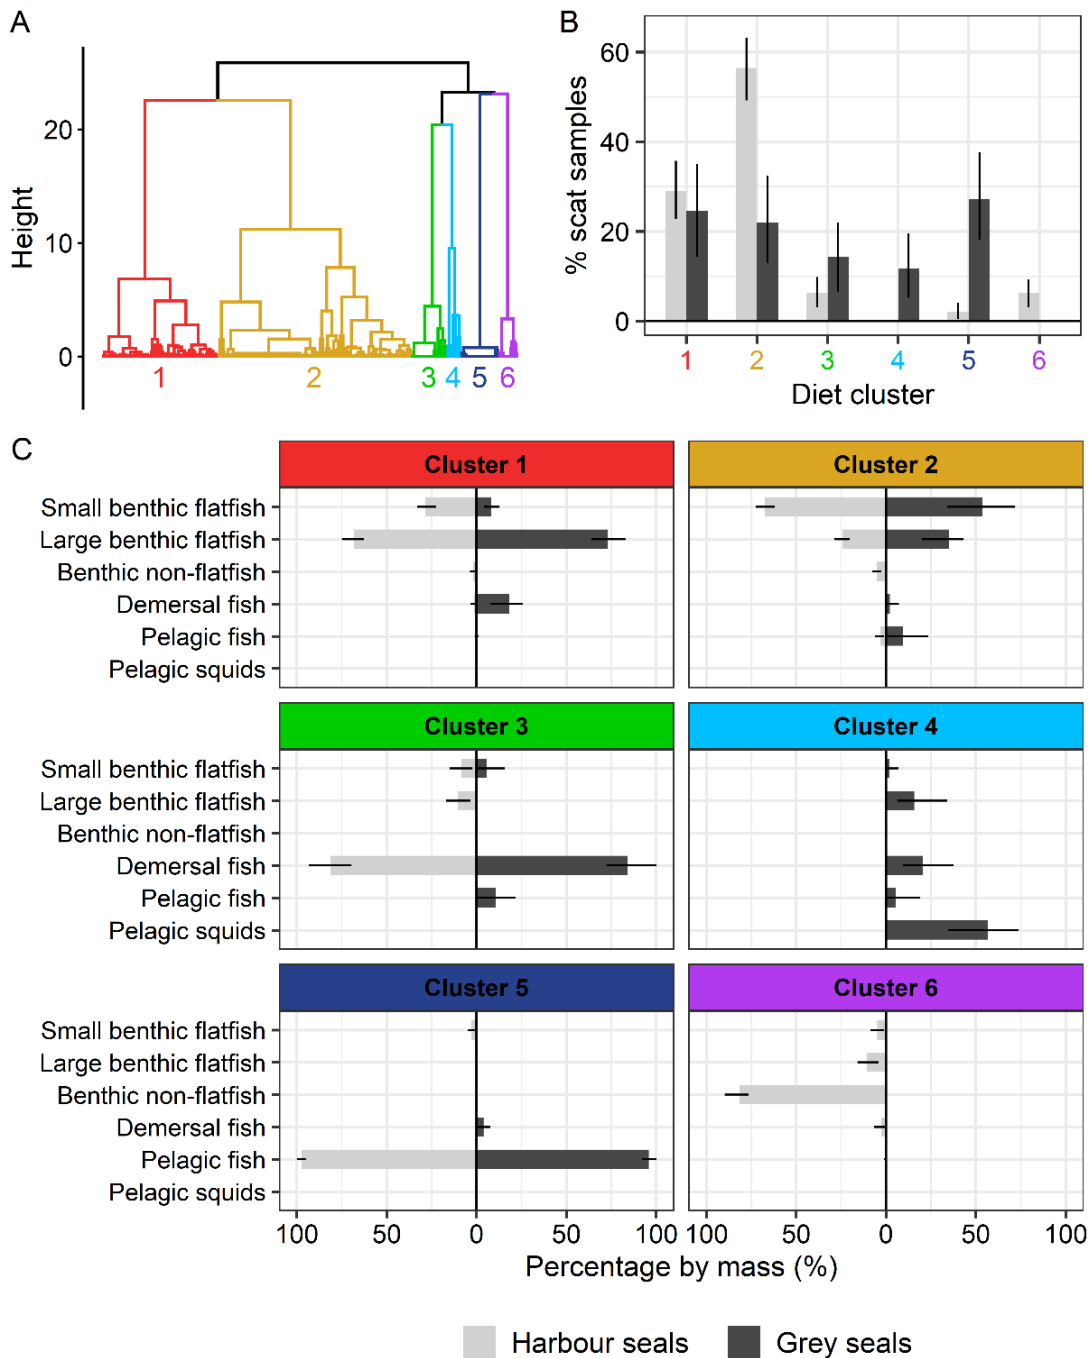 A
Height
20
10
0
1 2 3 4 5 6
B
% scat samples
60
40
20
0
1 2 3 4 5 6
Diet cluster
C
Cluster 1 Cluster 2
Small benthic flatfish
Large benthic flatfish
Benthic non-flatfish
Demersal fish
Pelagic fish
Pelagic squids
Cluster 3 Cluster 4
Small benthic flatfish
Large benthic flatfish
Benthic non-flatfish
Demersal fish
Pelagic fish
Pelagic squids
Cluster 5 Cluster 6
Small benthic flatfish
Large benthic flatfish
Benthic non-flatfish
Demersal fish
Pelagic fish
Pelagic squids
100 50 0 50 100 100 50 0 50 100
Percentage by mass (%)
Harbour seals Grey seals